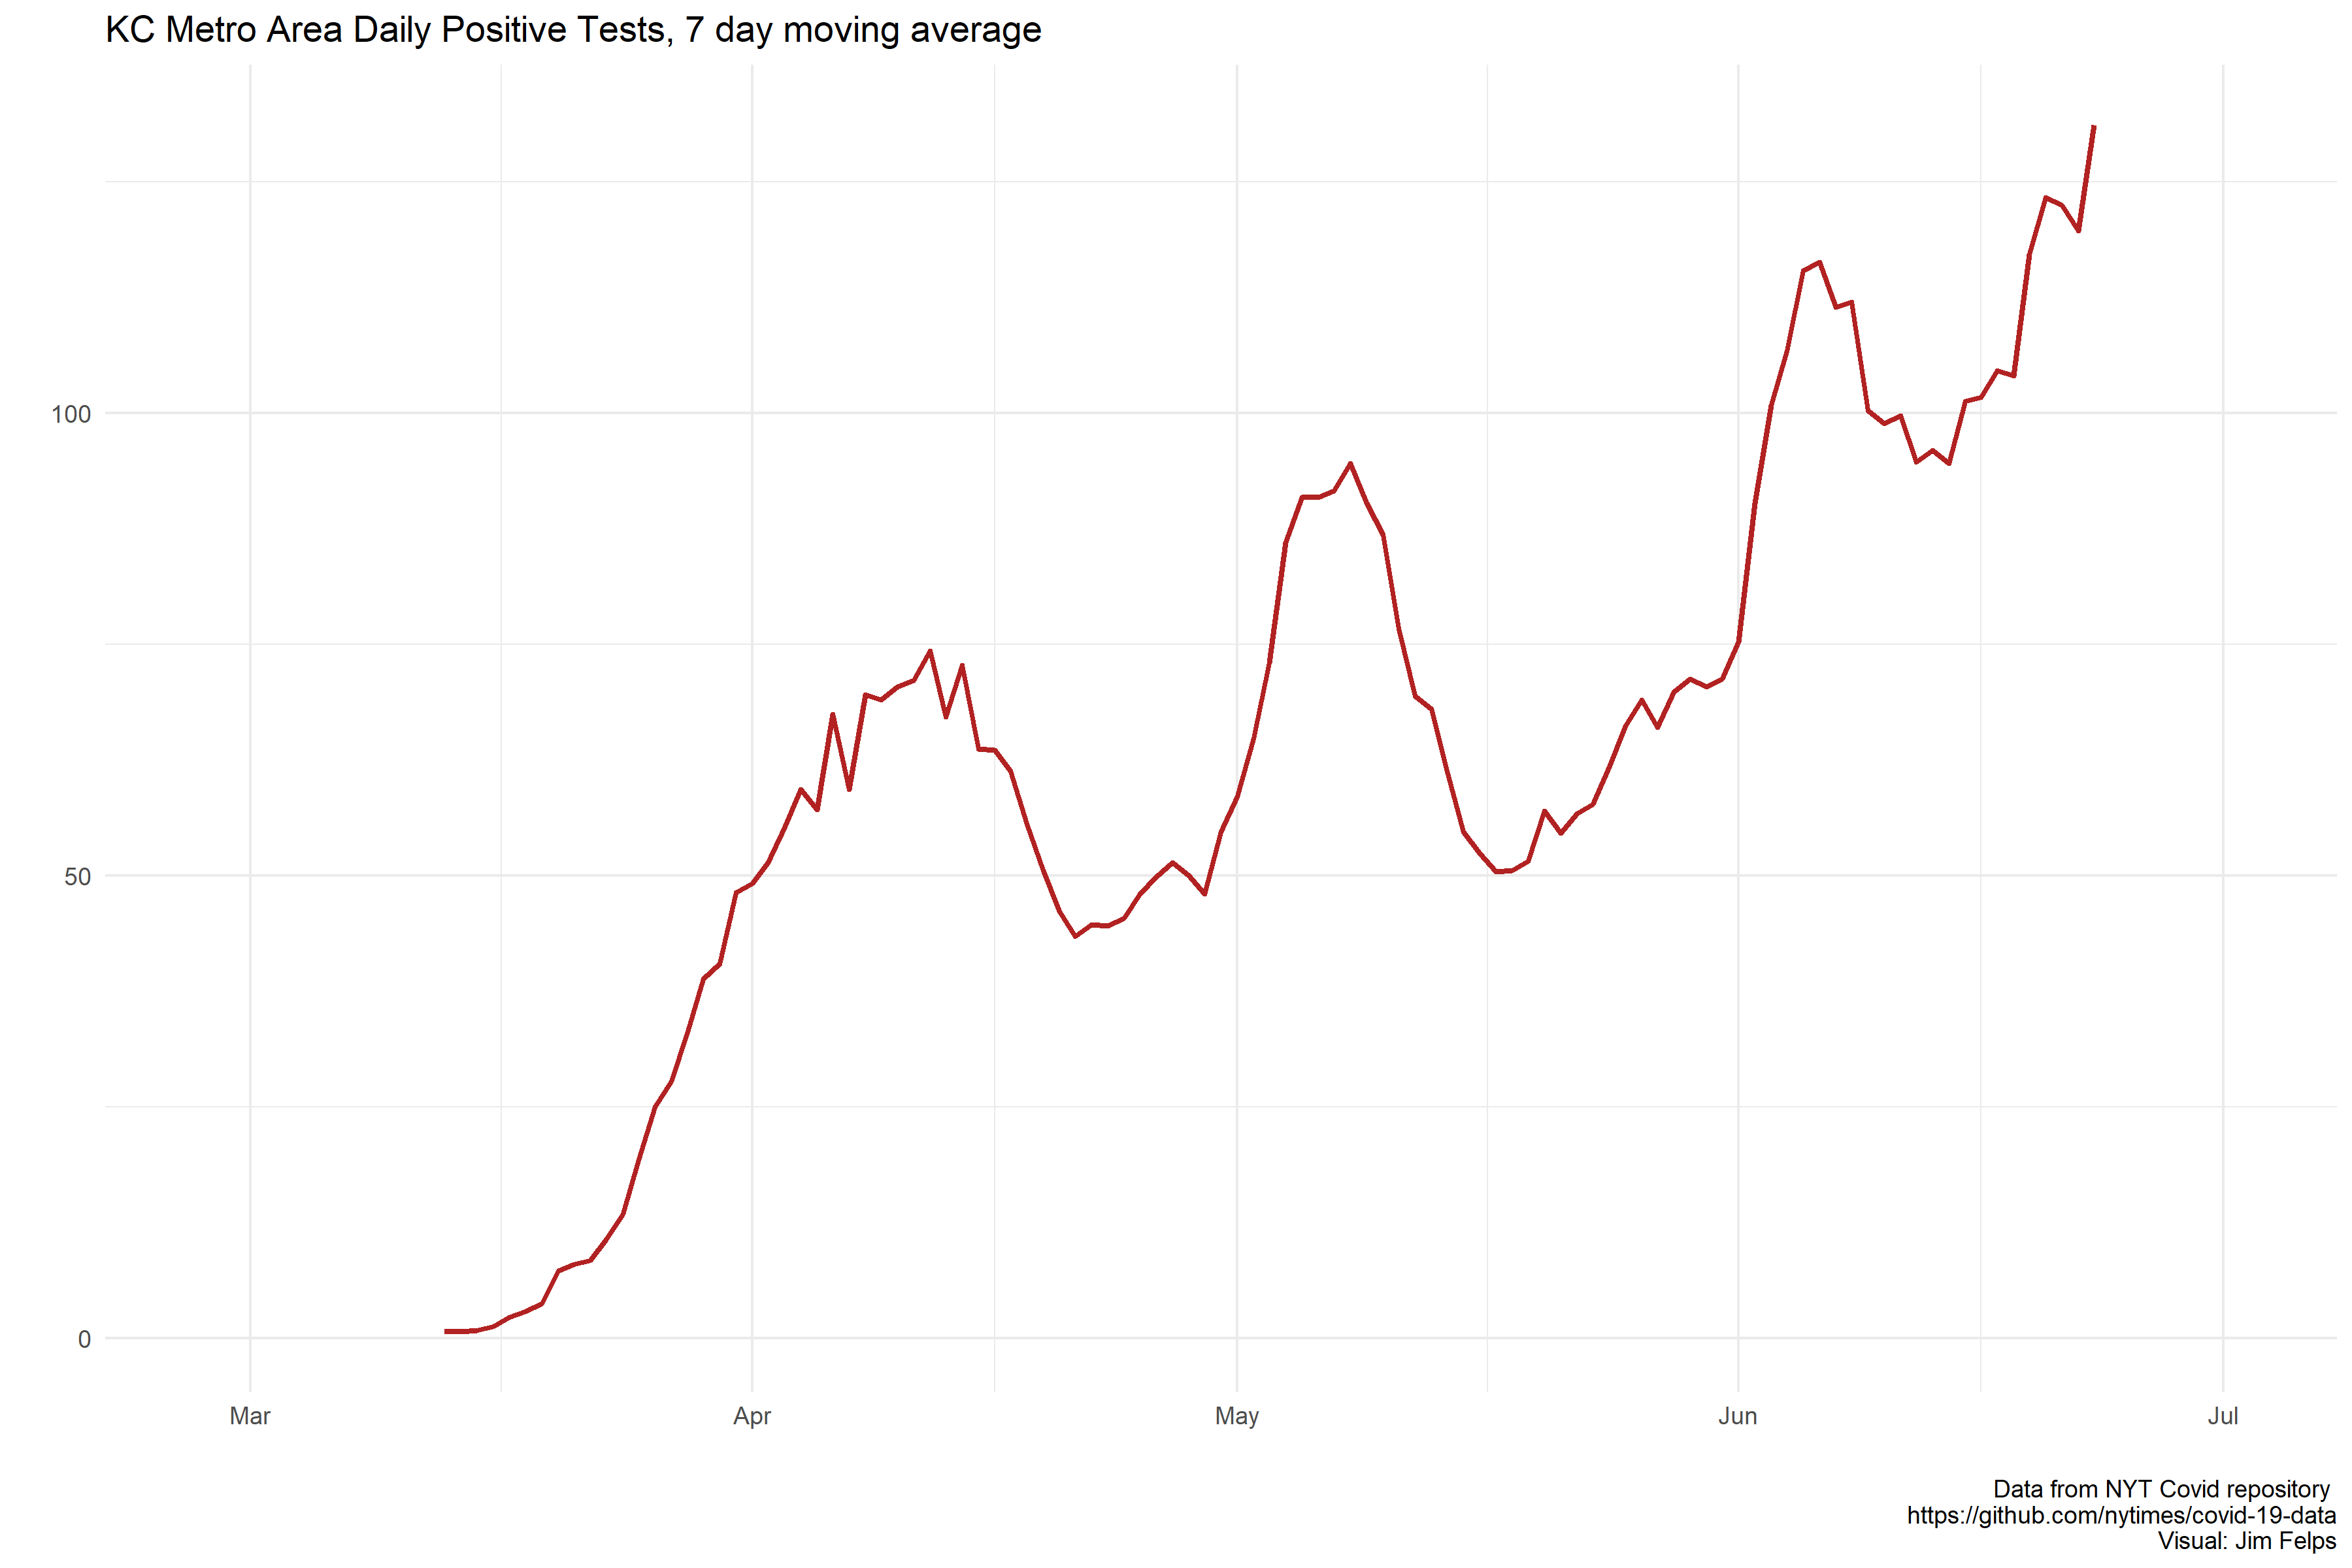 KC Metro Area Daily Positive Tests, 7 day moving average
100
50
0
Mar Apr May Jun Jul
Data from NYT Covid repository
https://github.com/nytimes/covid-19-data
Visual: Jim Felps